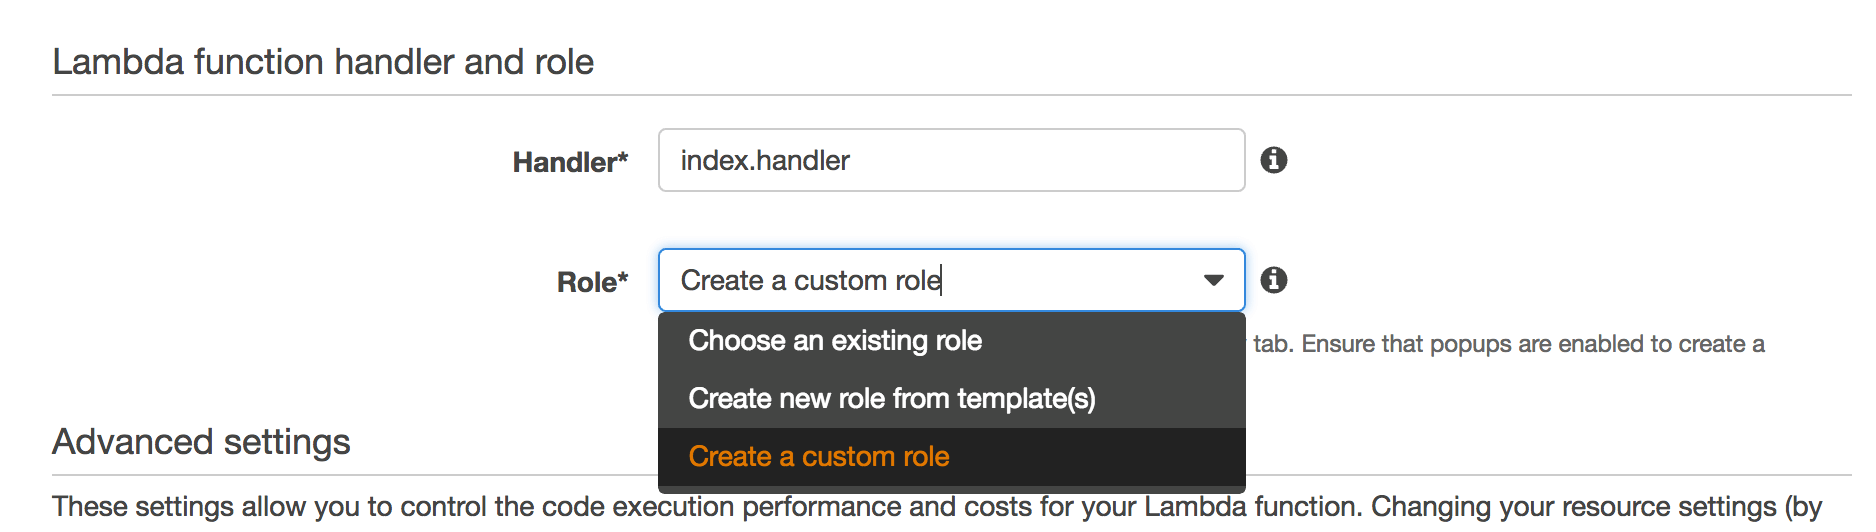 Lambda function handler and role
Handler*
index.handler
Role*
Create a custom role
Choose an existing role
tab. Ensure that popups are enabled to create a
Create new role from template(s)
Create a custom role
Advanced settings
These settings allow you to control the code execution performance and costs for your Lambda function. Changing your resource settings (by